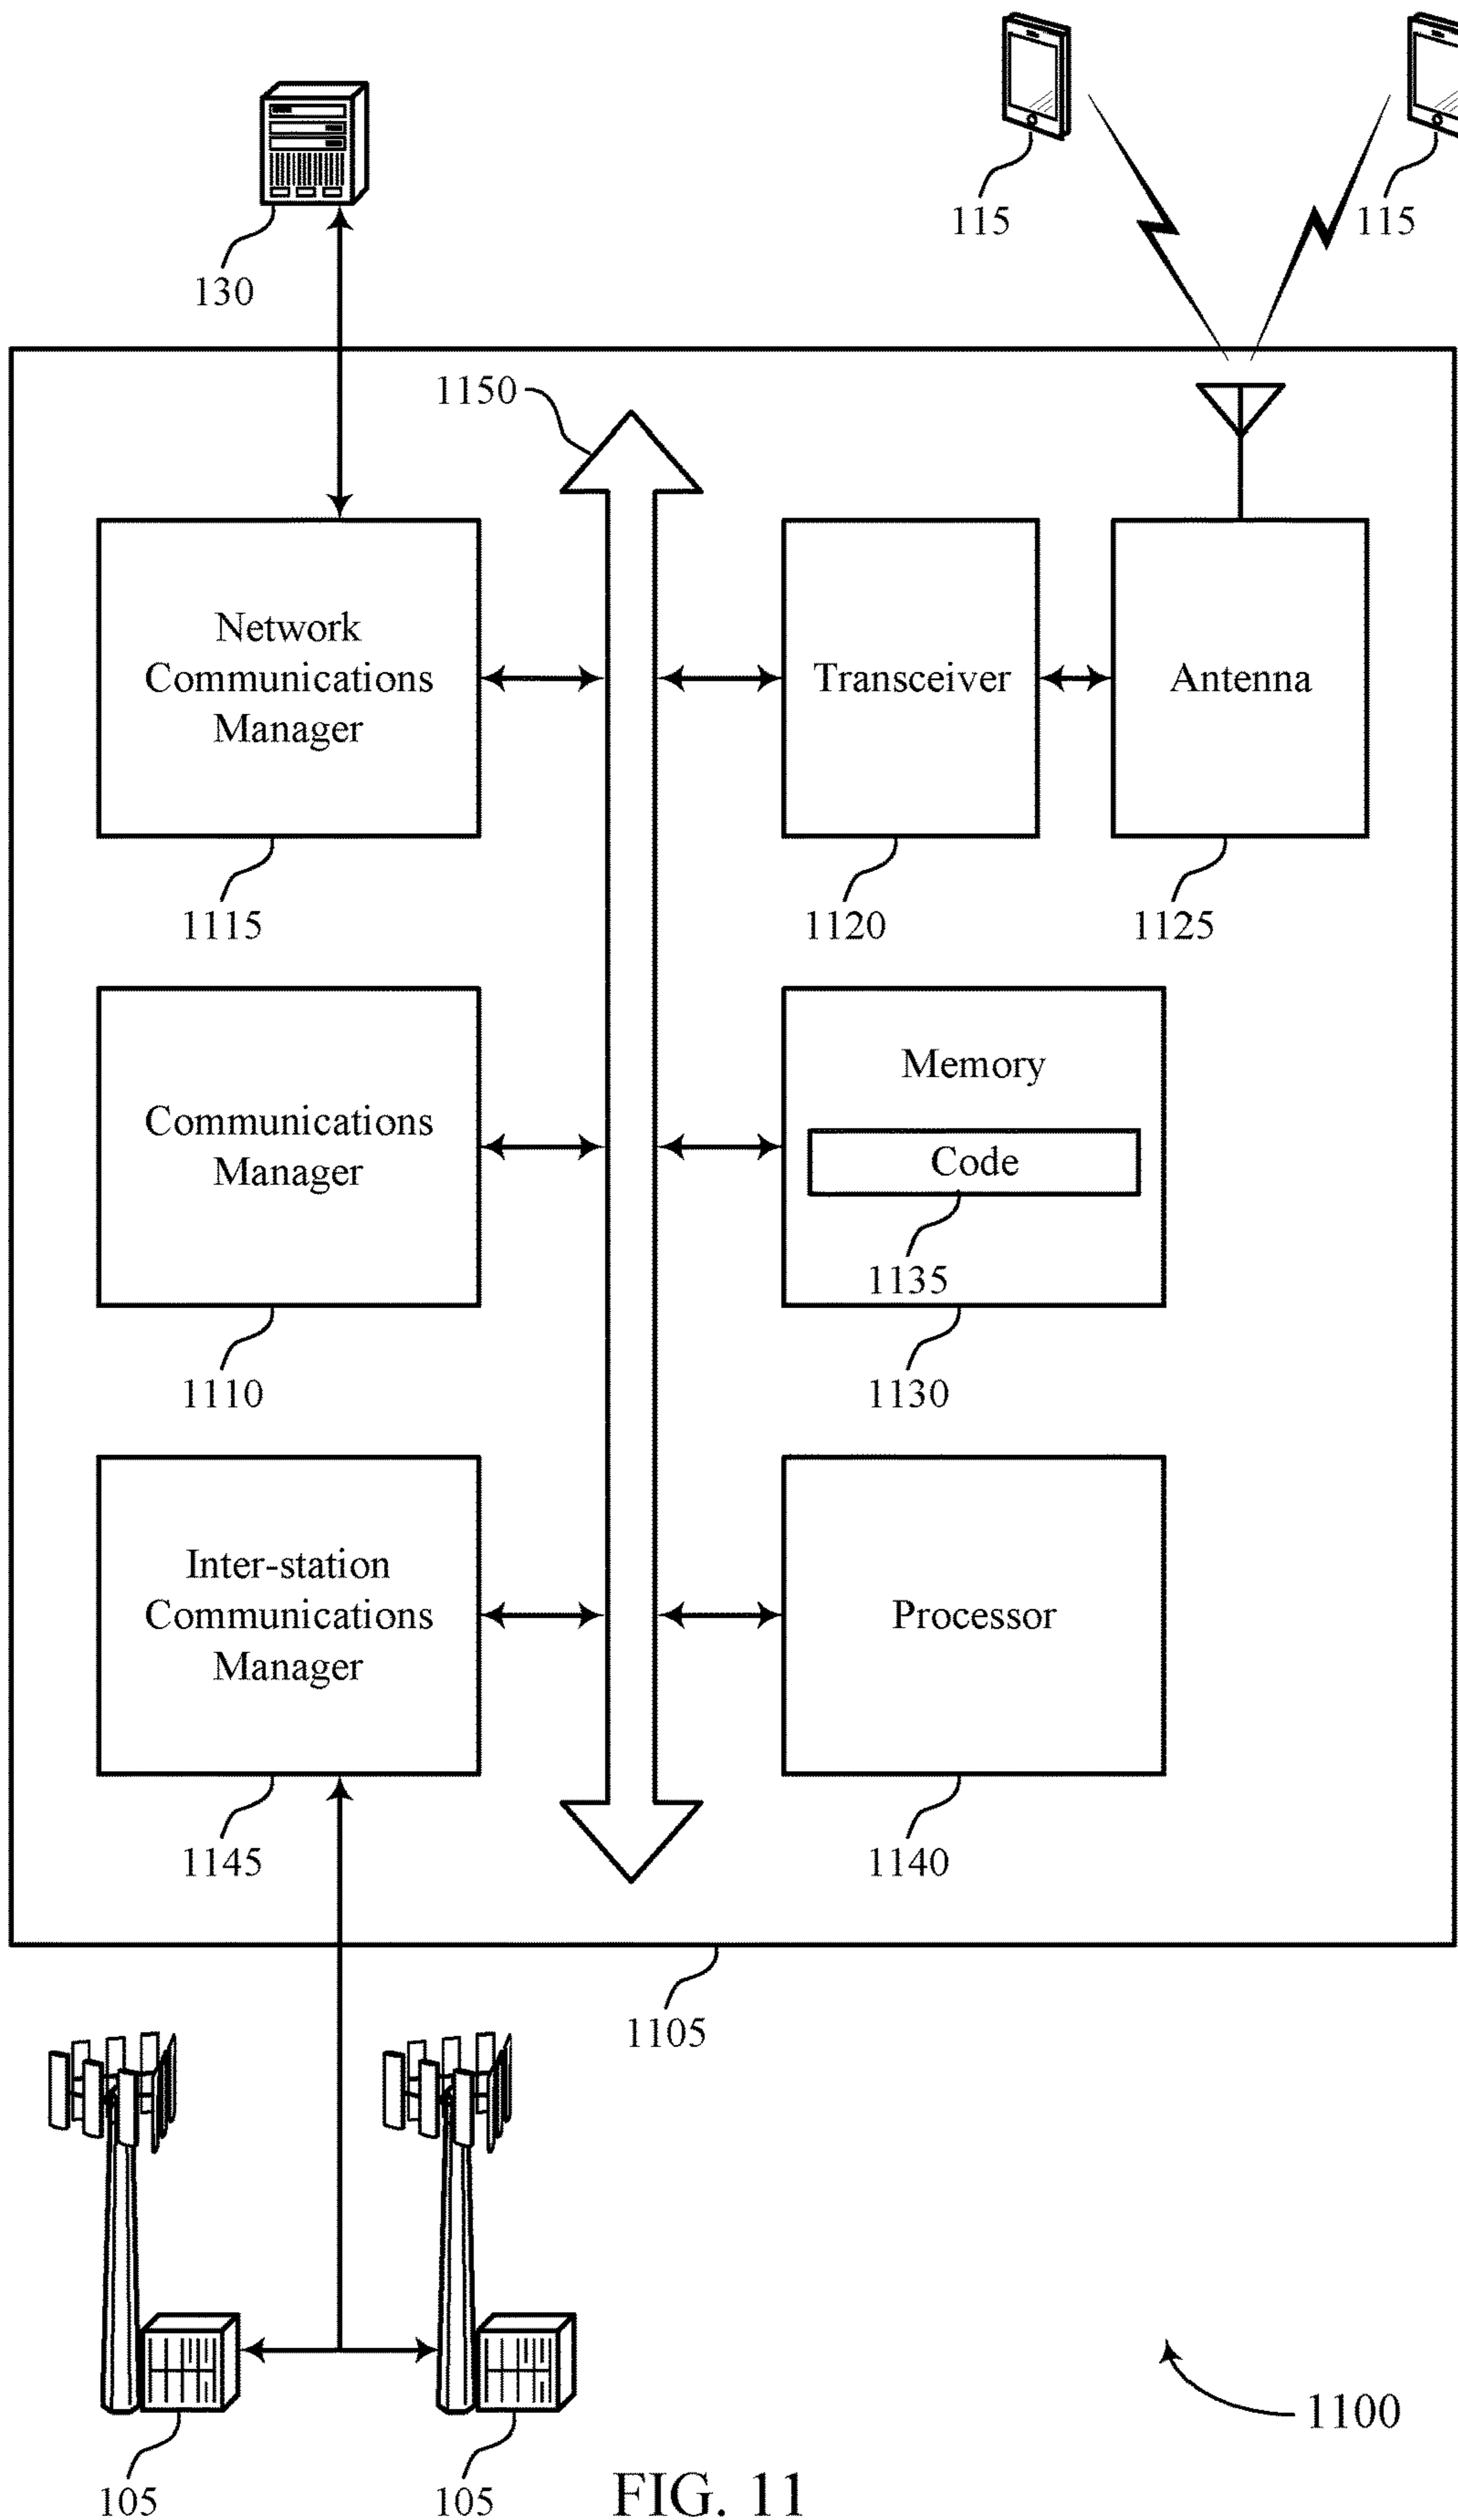 115
115
130
1150
Network
Communications
Manager
Transceiver
Antenna
1115
1120
1125
Communications
Manager
Memory
Code
1135
1110
1130
Inter-station
Communications
Manager
Processor
1145
1140
1105
1100
105
105
FIG. 11